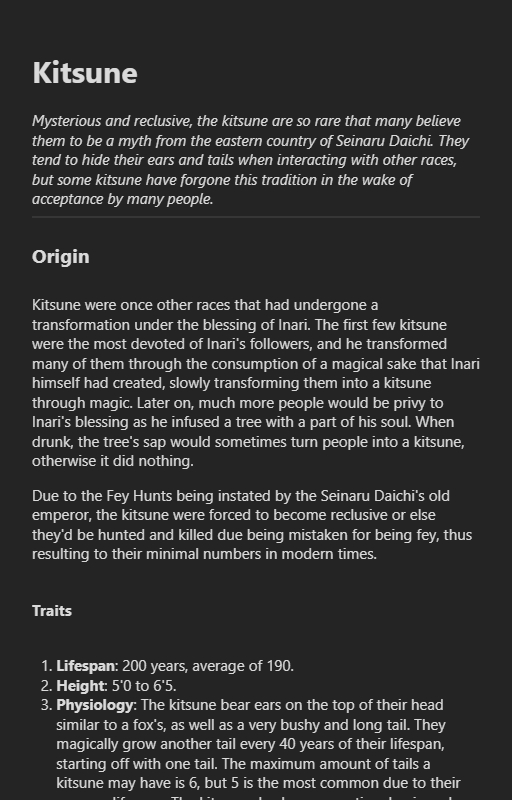 Kitsune
Mysterious and reclusive, the kitsune are so rare that many believe
them to be a myth from the eastern country of Seinaru Daichi. They
tend to hide their ears and tails when interacting with other races,
but some kitsune have forgone this tradition in the wake of
acceptance by many people.
Origin
Kitsune were once other races that had undergone a
transformation under the blessing of Inari. The first few kitsune
were the most devoted of Inari's followers, and he transformed
many of them through the consumption of a magical sake that Inari
himself had created, slowly transforming them into a kitsune
through magic. Later on, much more people would be privy to
Inari's blessing as he infused a tree with a part of his soul. When
drunk, the tree's sap would sometimes turn people into a kitsune,
otherwise it did nothing.
Due to the Fey Hunts being instated by the Seinaru Daichi's old
emperor, the kitsune were forced to become reclusive or else
they'd be hunted and killed due being mistaken for being fey, thus
resulting to their minimal numbers in modern times.
Traits
1. Lifespan: 200 years, average of 190.
2. Height: 5'0 to 6'5.
3. Physiology: The kitsune bear ears on the top of their head
similar to a fox's, as well as a very bushy and long tail. They
magically grow another tail every 40 years of their lifespan,
starting off with one tail. The maximum amount of tails a
kitsune may have is 6, but 5 is the most common due to their